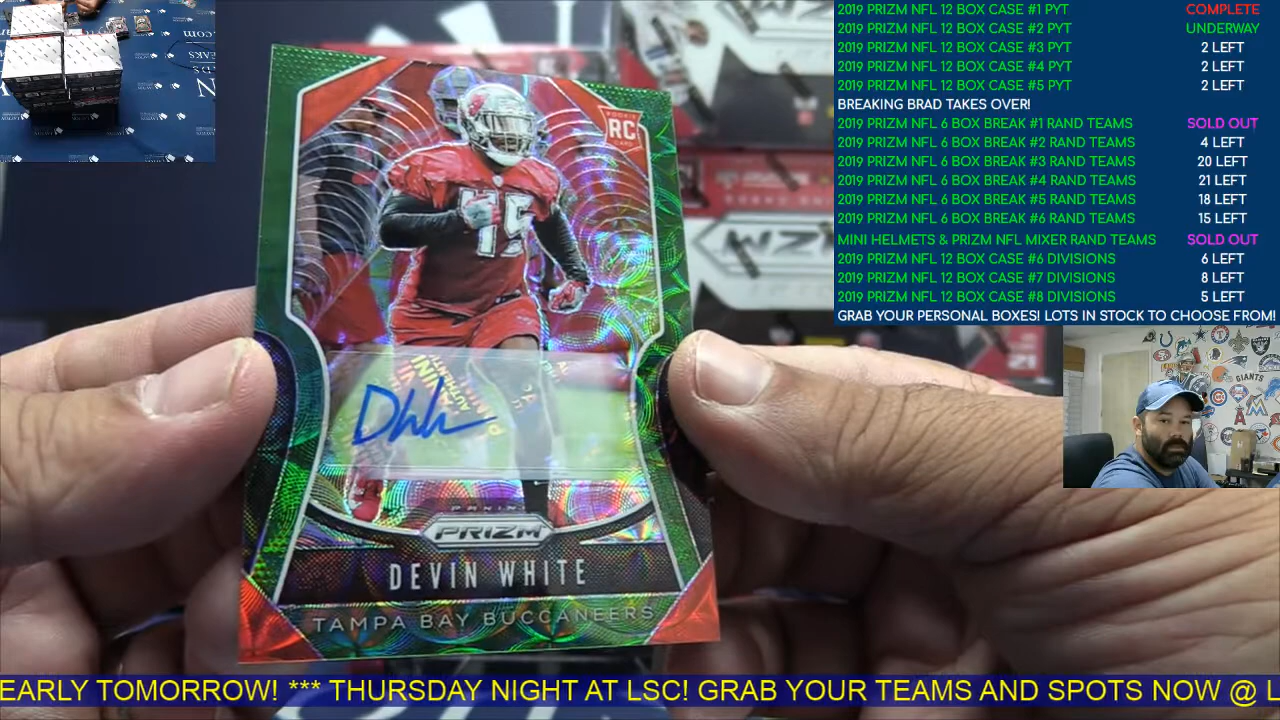 2019 PRIZM NFL 12 BOX CASE #1 PYT COMPLETE
2019 PRIZM NFL 12 BOX CASE #2 PYT UNDERWAY
2019 PRIZM NFL 12 BOX CASE #3 PYT 2 LEFT
2019 PRIZM NFL 12 BOX CASE #4 PYT 2 LEFT
2019 PRIZM NFL 12 BOX CASE #5 PYT 2 LEFT
BREAKING BRAD TAKES OVER!
2019 PRIZM NFL 6 BOX BREAK #1 RAND TEAMS SOLD OUT
2019 PRIZM NFL 6 BOX BREAK #2 RAND TEAMS 4 LEFT
2019 PRIZM NFL 6 BOX BREAK #3 RAND TEAMS 20 LEFT
2019 PRIZM NFL 6 BOX BREAK #4 RAND TEAMS 21 LEFT
2019 PRIZM NFL 6 BOX BREAK #5 RAND TEAMS 18 LEFT
2019 PRIZM NFL 6 BOX BREAK #6 RAND TEAMS 15 LEFT
MINI HELMETS & PRIZM NFL MIXER RAND TEAMS SOLD OUT
2019 PRIZM NFL 12 BOX CASE #6 DIVISIONS 6 LEFT
2019 PRIZM NFL 12 BOX CASE #7 DIVISIONS 8 LEFT
2019 PRIZM NFL 12 BOX CASE #8 DIVISIONS 5 LEFT
GRAB YOUR PERSONAL BOXES! LOTS IN STOCK TO CHOOSE FROM!
ROOKIE
RC
CARD
PANINI
PRIZM
DEVIN WHITE
TAMPA BAY BUCCANEERS
GIANTS
EARLY TOMORROW! *** THURSDAY NIGHT AT LSC! GRAB YOUR TEAMS AND SPOTS NOW @ L